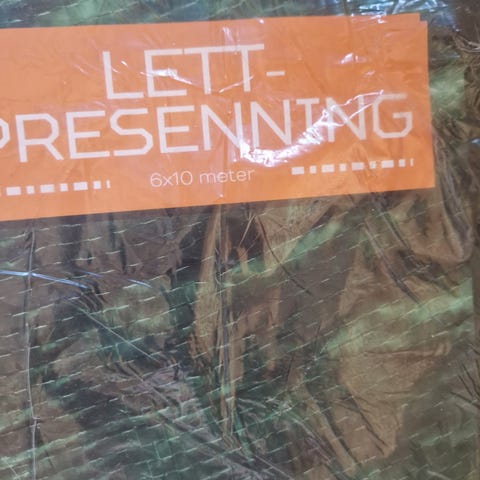 LETT-
PRESENNING
6x10 meter